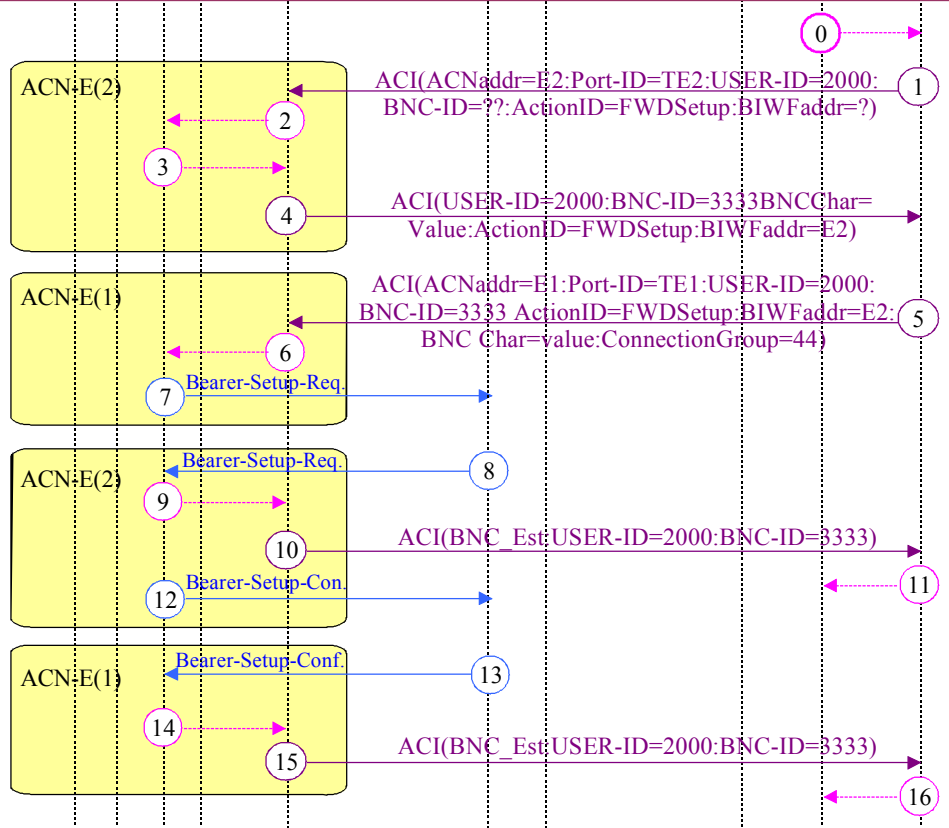 0
ACN-E(2)
ACI(ACNaddr=E2:Port-ID=TE2:USER-ID=2000:
BNC-ID=??:ActionID=FWDSetup:BIWFaddr=?)
1
2
3
4
ACI(USER-ID=2000:BNC-ID=3333BNCChar=
Value:ActionID=FWDSetup:BIWFaddr=E2)
ACN-E(1)
ACI(ACNaddr=E1:Port-ID=TE1:USER-ID=2000:
BNC-ID=3333 ActionID=FWDSetup:BIWFaddr=E2:
BNC Char=value:ConnectionGroup=44)
5
6
7
Bearer-Setup-Req.
ACN-E(2)
Bearer-Setup-Req.
8
9
10
ACI(BNC_Est:USER-ID=2000:BNC-ID=3333)
11
12
Bearer-Setup-Con.
ACN-E(1)
Bearer-Setup-Conf.
13
14
15
ACI(BNC_Est:USER-ID=2000:BNC-ID=3333)
16